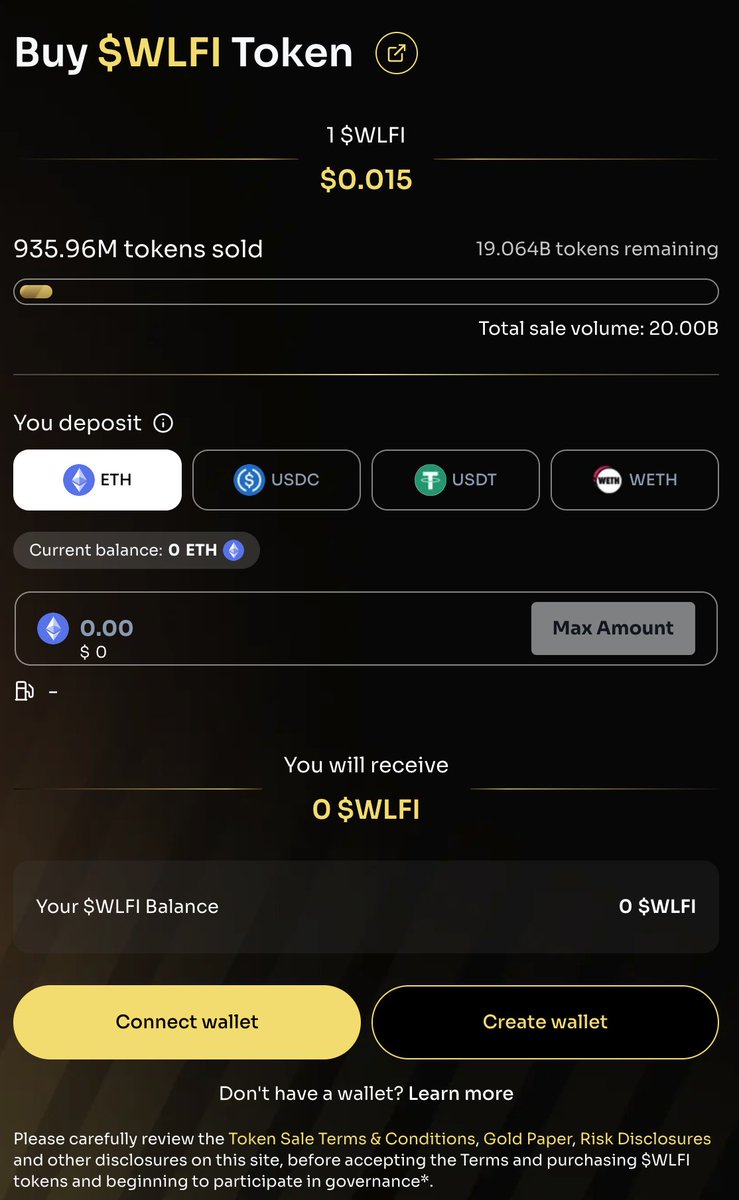 Buy $WLFI Token
1 $WLFI
$0.015
935.96M tokens sold
19.064B tokens remaining
Total sale volume: 20.00B
You deposit
ETH
USDC
USDT
WETH
WETH
Current balance: 0 ETH
0.00
$ 0
Max Amount
-
You will receive
0 $WLFI
Your $WLFI Balance
0 $WLFI
Connect wallet
Create wallet
Don't have a wallet? Learn more
Please carefully review the Token Sale Terms & Conditions, Gold Paper, Risk Disclosures
and other disclosures on this site, before accepting the Terms and purchasing $WLFI
tokens and beginning to participate in governance*.